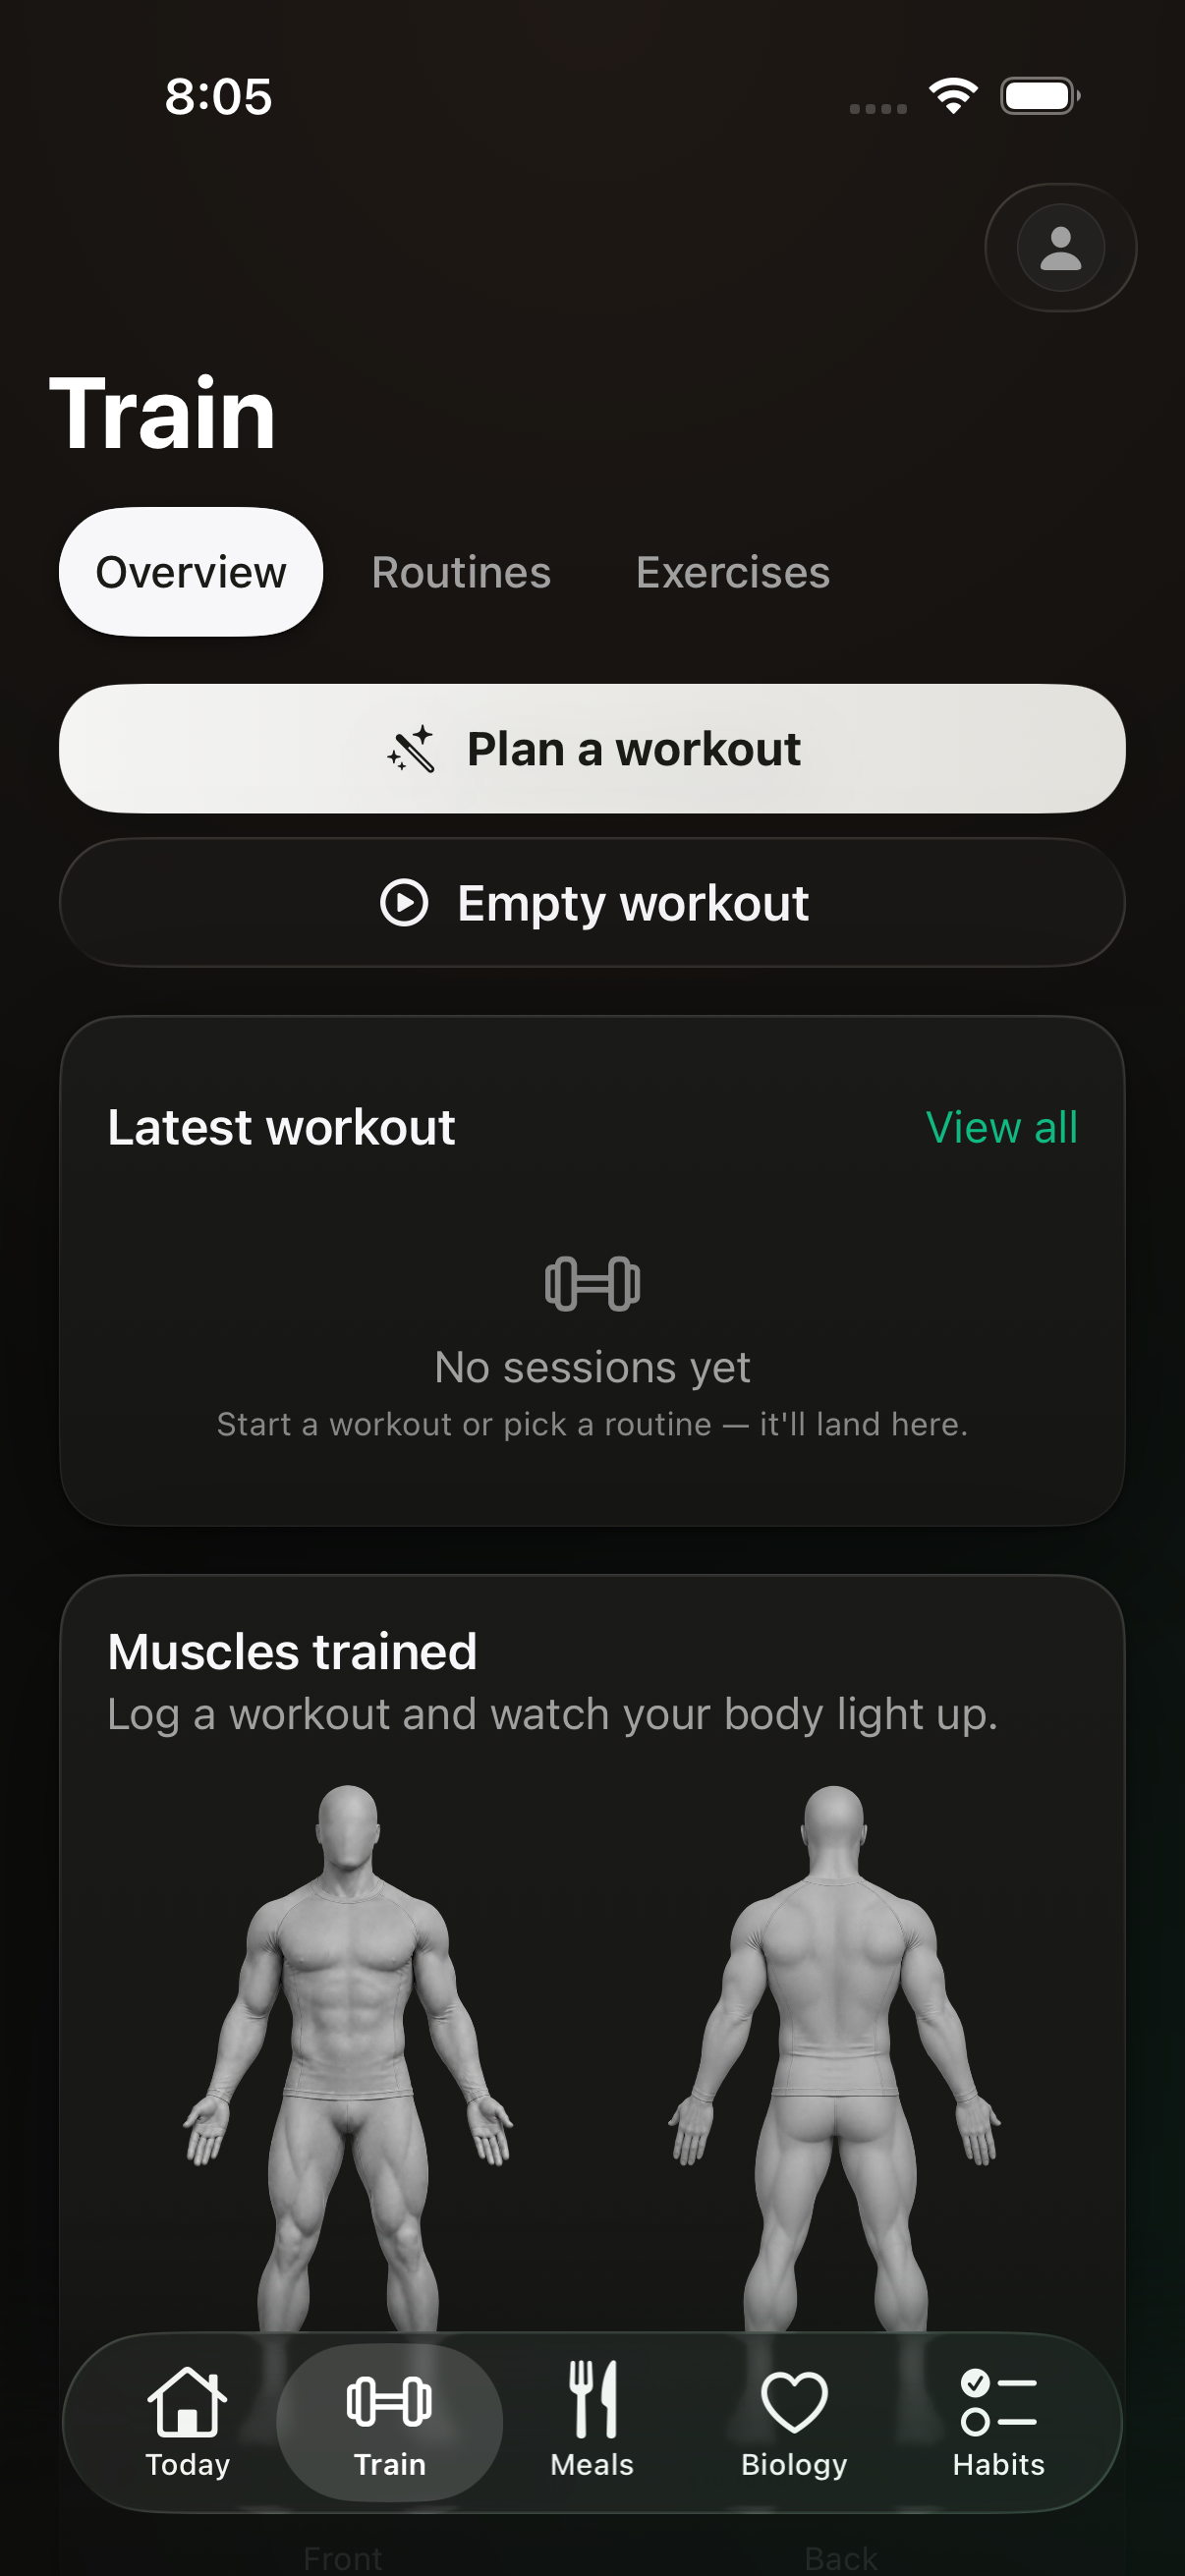 8:05
Train
Overview Routines Exercises
Plan a workout
Empty workout
Latest workout View all
No sessions yet
Start a workout or pick a routine — it'll land here.
Muscles trained
Log a workout and watch your body light up.
Today Train Meals Biology Habits
Front Back